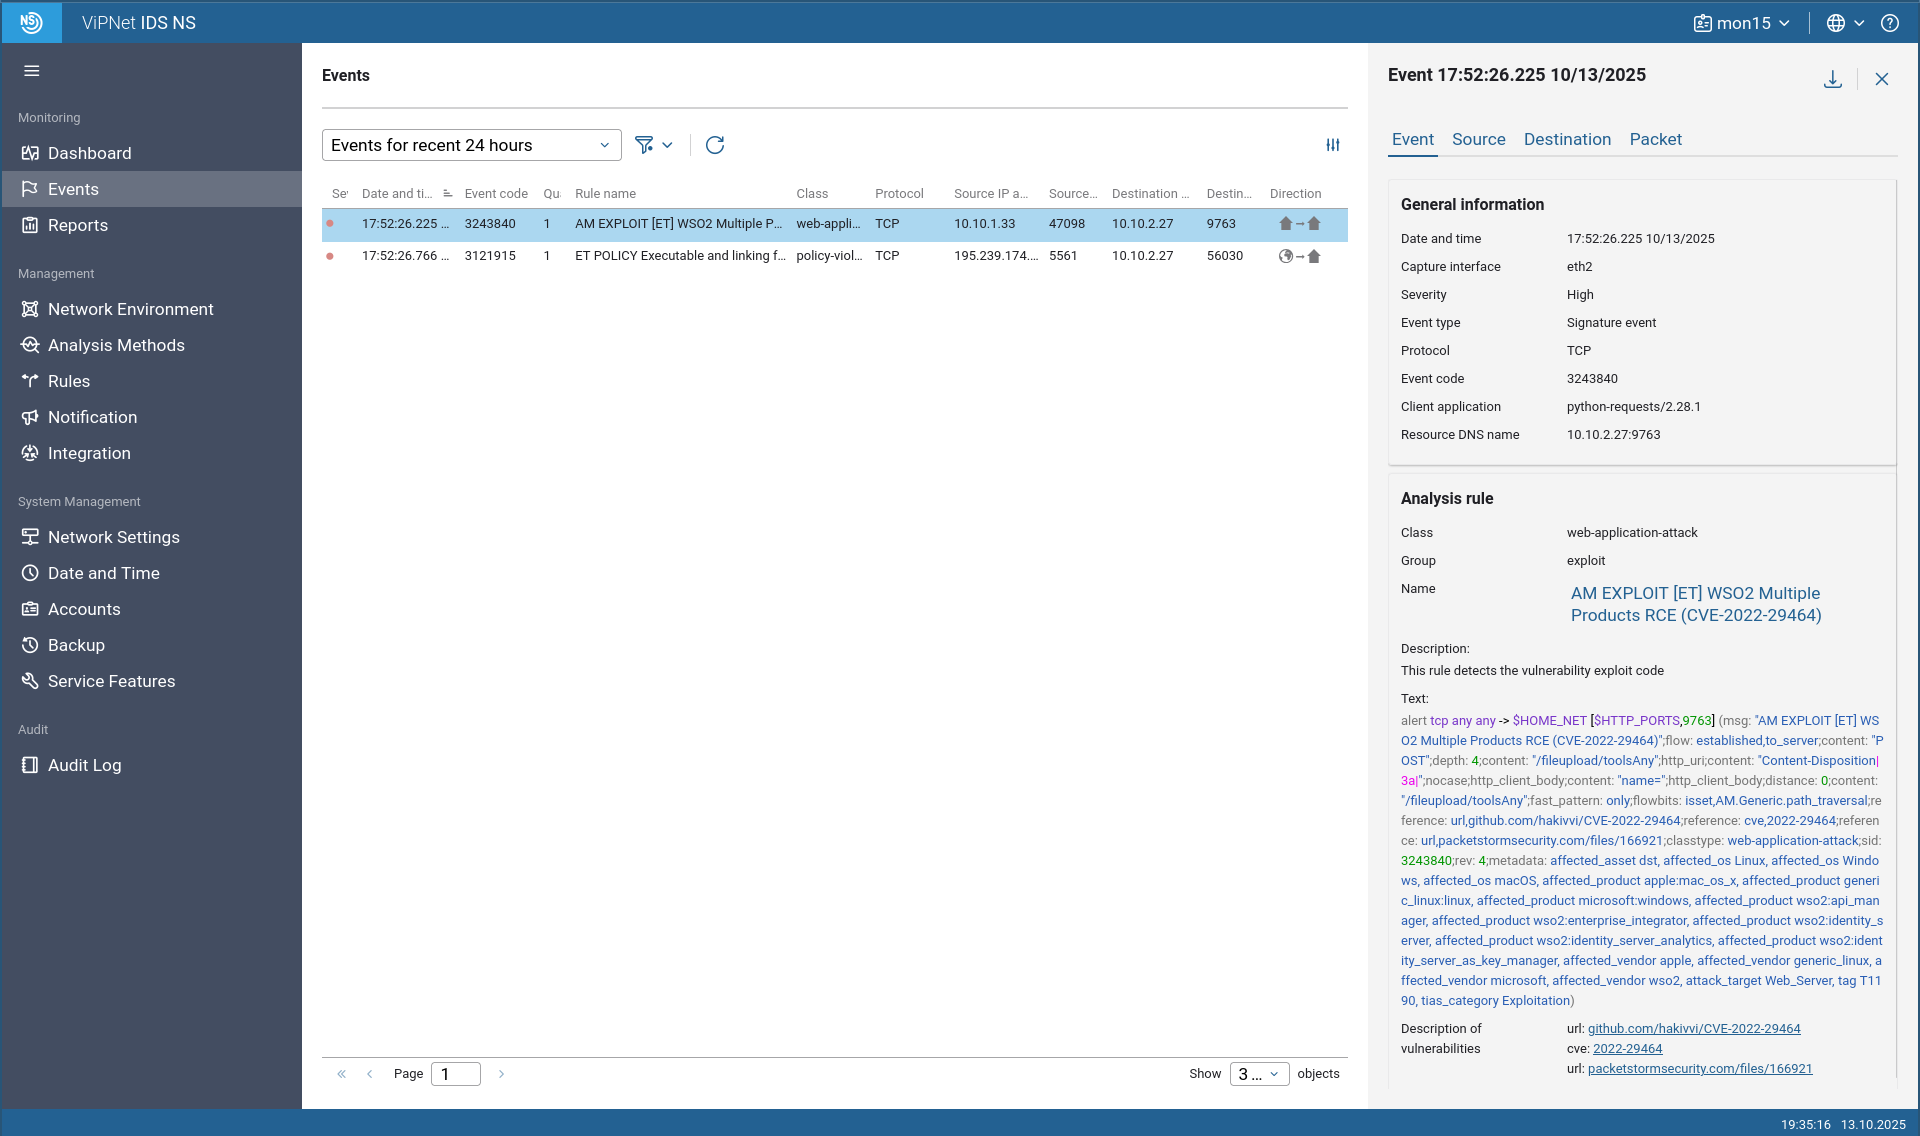 NS
ViPNet IDS NS
mon15
Monitoring
Dashboard
Events
Reports
Management
Network Environment
Analysis Methods
Rules
Notification
Integration
System Management
Network Settings
Date and Time
Accounts
Backup
Service Features
Audit
Audit Log
Events
Events for recent 24 hours
Se Date and ti... Event code Qu Rule name Class Protocol Source IP a... Source... Destination ... Destin... Direction
17:52:26.225 ... 3243840 1 AM EXPLOIT [ET] WSO2 Multiple P... web-appli... TCP 10.10.1.33 47098 10.10.2.27 9763
17:52:26.766 ... 3121915 1 ET POLICY Executable and linking f... policy-viol... TCP 195.239.174.... 5561 10.10.2.27 56030
Page 1
Show 3 ... objects
Event 17:52:26.225 10/13/2025
Event Source Destination Packet
General information
Date and time 17:52:26.225 10/13/2025
Capture interface eth2
Severity High
Event type Signature event
Protocol TCP
Event code 3243840
Client application python-requests/2.28.1
Resource DNS name 10.10.2.27:9763
Analysis rule
Class web-application-attack
Group exploit
Name AM EXPLOIT [ET] WSO2 Multiple
Products RCE (CVE-2022-29464)
Description:
This rule detects the vulnerability exploit code
Text:
alert tcp any any -> $HOME_NET [$HTTP_PORTS,9763] (msg: "AM EXPLOIT [ET] WS
O2 Multiple Products RCE (CVE-2022-29464)";flow: established,to_server;content: "P
OST";depth: 4;content: "/fileupload/toolsAny";http_uri;content: "Content-Disposition|
3a|";nocase;http_client_body;content: "name=";http_client_body;distance: 0;content:
"/fileupload/toolsAny";fast_pattern: only;flowbits: isset,AM.Generic.path_traversal;re
ference: url,github.com/hakivvi/CVE-2022-29464;reference: cve,2022-29464;referen
ce: url,packetstormsecurity.com/files/166921;classtype: web-application-attack;sid:
3243840;rev: 4;metadata: affected_asset dst, affected_os Linux, affected_os Windo
ws, affected_os macOS, affected_product apple:mac_os_x, affected_product generi
c_linux:linux, affected_product microsoft:windows, affected_product wso2:api_man
ager, affected_product wso2:enterprise_integrator, affected_product wso2:identity_s
erver, affected_product wso2:identity_server_analytics, affected_product wso2:ident
ity_server_as_key_manager, affected_vendor apple, affected_vendor generic_linux, a
ffected_vendor microsoft, affected_vendor wso2, attack_target Web_Server, tag T11
90, tias_category Exploitation)
Description of url: github.com/hakivvi/CVE-2022-29464
vulnerabilities cve: 2022-29464
url: packetstormsecurity.com/files/166921
19:35:16 13.10.2025